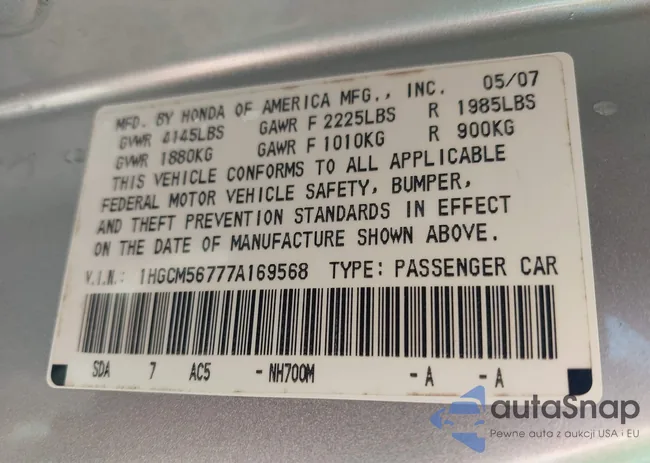 MFD. BY HONDA OF AMERICA MFG., INC. 05/07
GVWR 4145LBS GAWR F 2225LBS R 1985LBS
GVWR 1880KG GAWR F 1010KG R 900KG
THIS VEHICLE CONFORMS TO ALL APPLICABLE
FEDERAL MOTOR VEHICLE SAFETY, BUMPER,
AND THEFT PREVENTION STANDARDS IN EFFECT
ON THE DATE OF MANUFACTURE SHOWN ABOVE.
V.I.N.: 1HGCM56777A169568 TYPE: PASSENGER CAR
SDA 7 AC5 -NH700M -A -A
autaSnap
Pewne auta z aukcji USA i EU